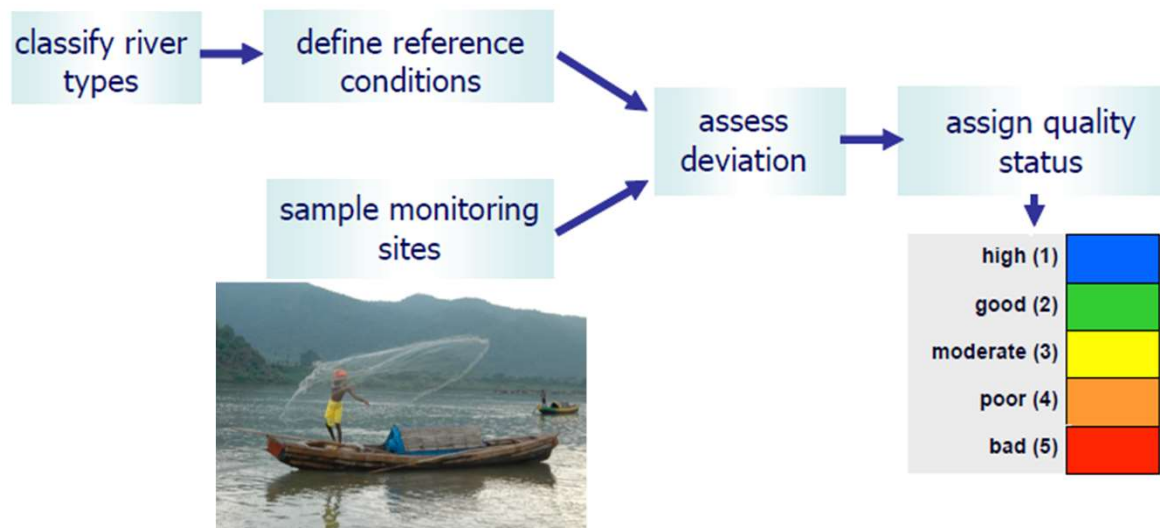 classify river
types
define reference
conditions
sample monitoring
sites
assess
deviation
assign quality
status
high (1)
good (2)
moderate (3)
poor (4)
bad (5)